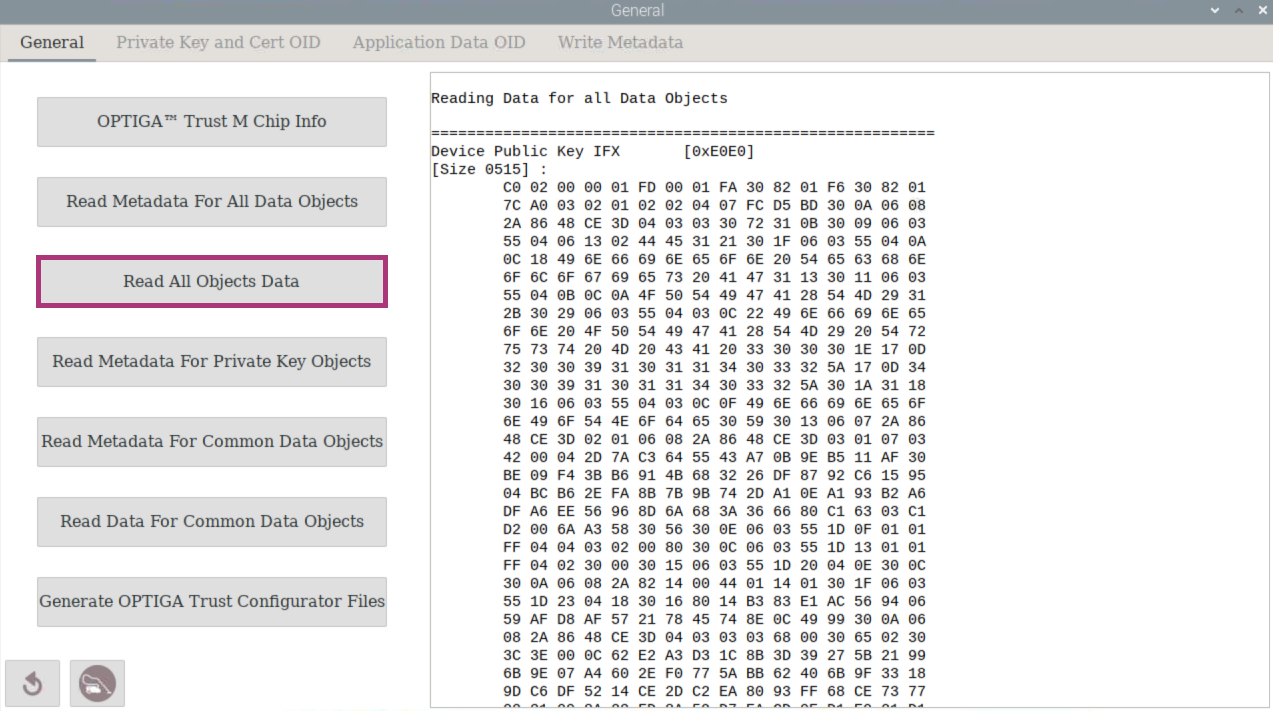 General
General
Private Key and Cert OID
Application Data OID
Write Metadata
OPTIGA™ Trust M Chip Info
Read Metadata For All Data Objects
Read All Objects Data
Read Metadata For Private Key Objects
Read Metadata For Common Data Objects
Read Data For Common Data Objects
Generate OPTIGA Trust Configurator Files
Reading Data for all Data Objects
========================================================
Device Public Key IFX       [0xE0E0]
[Size 0515] :
C0 02 00 00 01 FD 00 01 FA 30 82 01 F6 30 82 01
7C A0 03 02 01 02 02 04 07 FC D5 BD 30 0A 06 08
2A 86 48 CE 3D 04 03 03 30 72 31 0B 30 09 06 03
55 04 06 13 02 44 45 31 21 30 1F 06 03 55 04 0A
0C 18 49 6E 66 69 6E 65 6F 6E 20 54 65 63 68 6E
6F 6C 6F 67 69 65 73 20 41 47 31 13 30 11 06 03
55 04 0B 0C 0A 4F 50 54 49 47 41 28 54 4D 29 31
2B 30 29 06 03 55 04 03 0C 22 49 6E 66 69 6E 65
6F 6E 20 4F 50 54 49 47 41 28 54 4D 29 20 54 72
75 73 74 20 4D 20 43 41 20 33 30 30 30 1E 17 0D
32 30 30 39 31 30 31 31 34 30 33 32 5A 17 0D 34
30 30 39 31 30 31 31 34 30 33 32 5A 30 1A 31 18
30 16 06 03 55 04 03 0C 0F 49 6E 66 69 6E 65 6F
6E 49 6F 54 4E 6F 64 65 30 59 30 13 06 07 2A 86
48 CE 3D 02 01 06 08 2A 86 48 CE 3D 03 01 07 03
42 00 04 2D 7A C3 64 55 43 A7 0B 9E B5 11 AF 30
BE 09 F4 3B B6 91 4B 68 32 26 DF 87 92 C6 15 95
04 BC B6 2E FA 8B 7B 9B 74 2D A1 0E A1 93 B2 A6
DF A6 EE 56 96 8D 6A 68 3A 36 66 80 C1 63 03 C1
D2 00 6A A3 58 30 56 30 0E 06 03 55 1D 0F 01 01
FF 04 04 03 02 00 80 30 0C 06 03 55 1D 13 01 01
FF 04 02 30 00 30 15 06 03 55 1D 20 04 0E 30 0C
30 0A 06 08 2A 82 14 00 44 01 14 01 30 1F 06 03
55 1D 23 04 18 30 16 80 14 B3 83 E1 AC 56 94 06
59 AF D8 AF 57 21 78 45 74 8E 0C 49 99 30 0A 06
08 2A 86 48 CE 3D 04 03 03 03 68 00 30 65 02 30
3C 3E 00 0C 62 E2 A3 D3 1C 8B 3D 39 27 5B 21 99
6B 9E 07 A4 60 2E F0 77 5A BB 62 40 6B 9F 33 18
9D C6 DF 52 14 CE 2D C2 EA 80 93 FF 68 CE 73 77